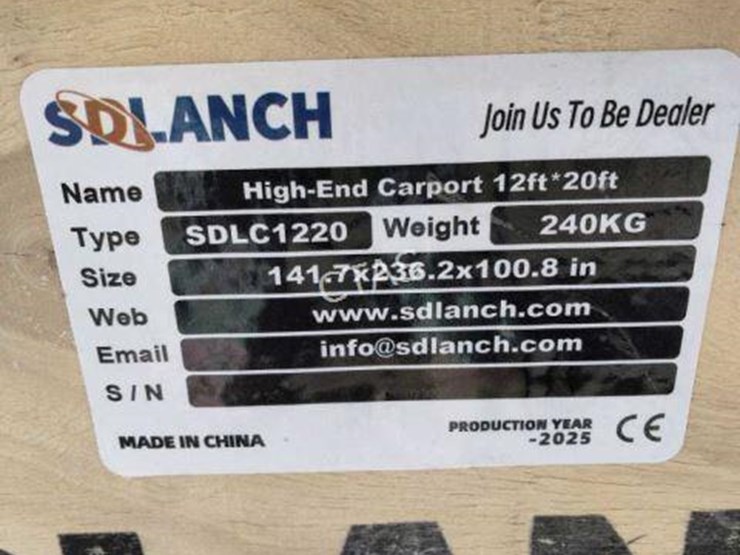 SDLANCH Join Us To Be Dealer
Name High-End Carport 12ft*20ft
Type SDLC1220 Weight 240KG
Size 141.7x236.2x100.8 in
Web www.sdlanch.com
Email info@sdlanch.com
S / N
MADE IN CHINA PRODUCTION YEAR
-2025 CE